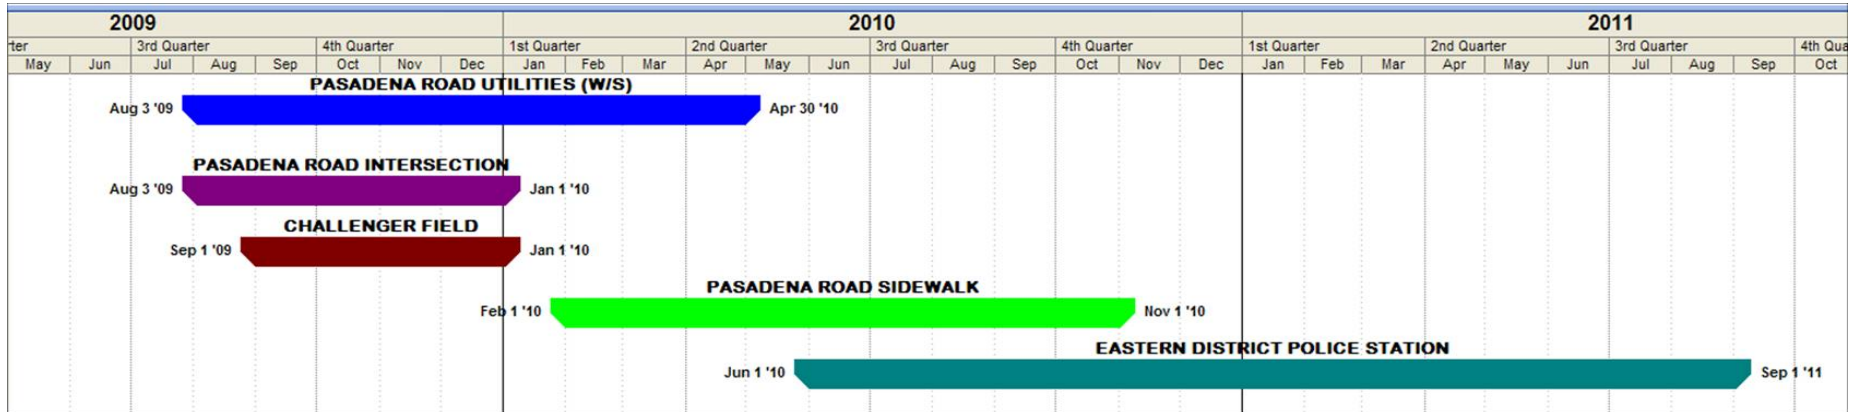 2009 2010 2011
ter 3rd Quarter 4th Quarter 1st Quarter 2nd Quarter 3rd Quarter 4th Quarter 1st Quarter 2nd Quarter 3rd Quarter 4th Qua
May Jun Jul Aug Sep Oct Nov Dec Jan Feb Mar Apr May Jun Jul Aug Sep Oct Nov Dec Jan Feb Mar Apr May Jun Jul Aug Sep Oct
PASADENA ROAD UTILITIES (W/S)
Aug 3 '09 Apr 30 '10
PASADENA ROAD INTERSECTION
Aug 3 '09 Jan 1 '10
CHALLENGER FIELD
Sep 1 '09 Jan 1 '10
PASADENA ROAD SIDEWALK
Feb 1 '10 Nov 1 '10
EASTERN DISTRICT POLICE STATION
Jun 1 '10 Sep 1 '11